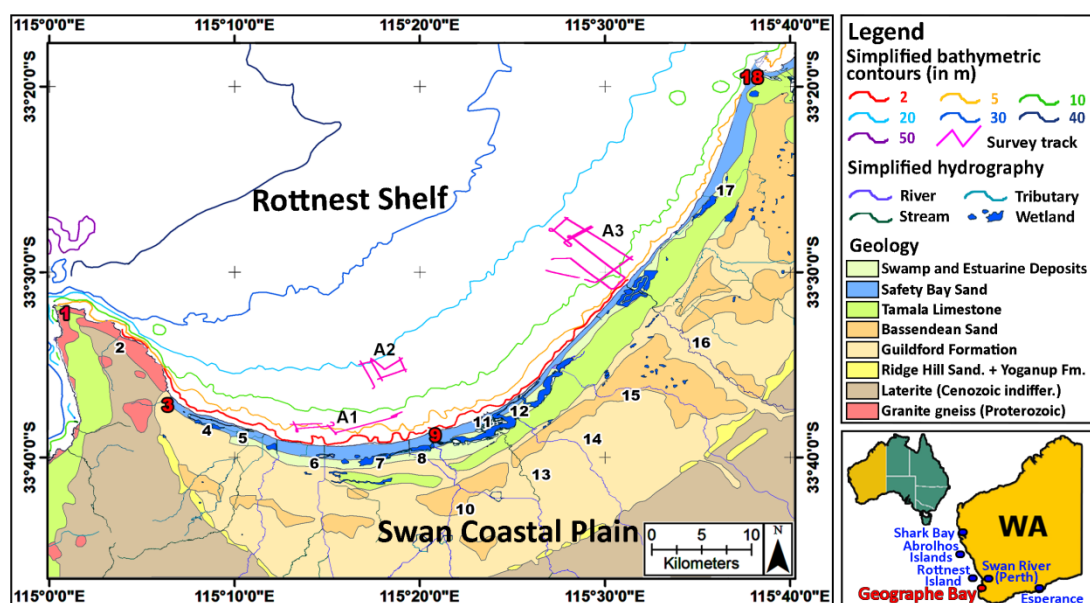 115°0'0"E 115°10'0"E 115°20'0"E 115°30'0"E 115°40'0"E
33°20'0"S
33°30'0"S
33°40'0"S
Rottnest Shelf
Swan Coastal Plain
A1
A2
A3
1
2
3
4
5
6
7
8
9
10
11
12
13
14
15
16
17
18
0 5 10
Kilometers
N
33°20'0"S
33°30'0"S
33°40'0"S
115°0'0"E 115°10'0"E 115°20'0"E 115°30'0"E 115°40'0"E
Legend
Simplified bathymetric
contours (in m)
2 5 10
20 30 40
50 Survey track
Simplified hydrography
River Tributary
Stream Wetland
Geology
Swamp and Estuarine Deposits
Safety Bay Sand
Tamala Limestone
Bassendean Sand
Guildford Formation
Ridge Hill Sand. + Yoganup Fm.
Laterite (Cenozoic indiffer.)
Granite gneiss (Proterozoic)
WA
Shark Bay
Abrolhos
Islands
Rottnest
Island
Swan River
(Perth)
Geographe Bay
Esperance